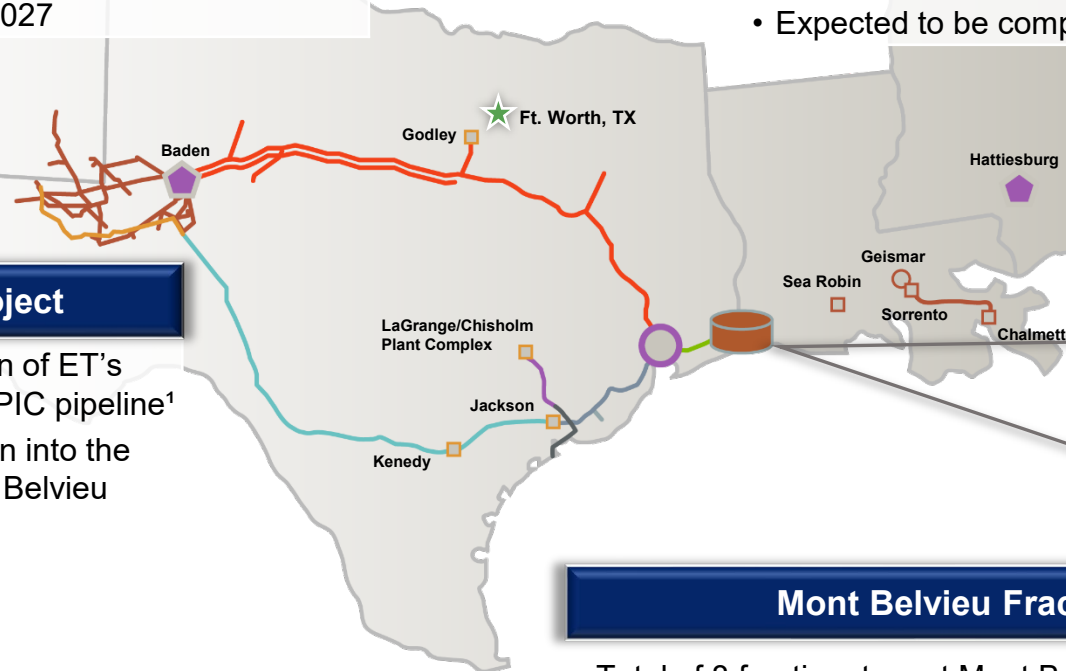 027
• Expected to be comp
Ft. Worth, TX
Godley
Baden
Hattiesburg
Geismar
Sea Robin
Sorrento
Chalmett
oject
LaGrange/Chisholm
Plant Complex
n of ET’s
PIC pipeline¹
Jackson
n into the
Kenedy
Belvieu
Mont Belvieu Frac